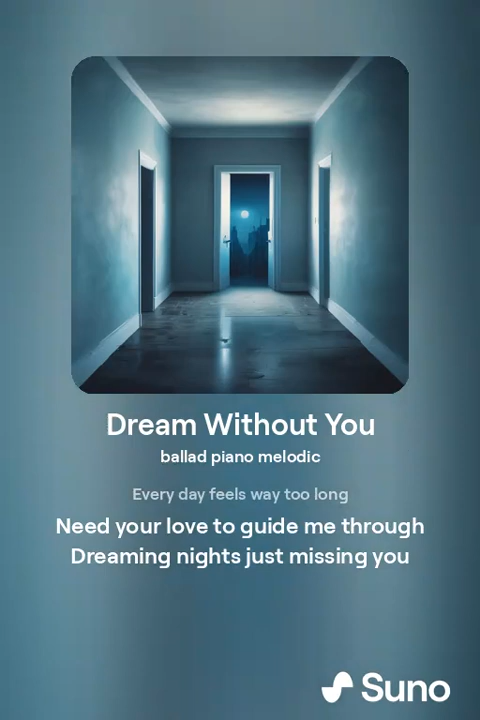 Dream Without You
ballad piano melodic
Every day feels way too long
Need your love to guide me through
Dreaming nights just missing you
Suno